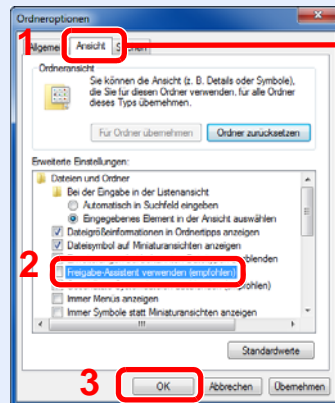 Ordneroptionen
1
Allgemein Ansicht Suchen
Ordneransicht
Sie können die Ansicht (z. B. Details oder Symbole),
die Sie für diesen Ordner verwenden, für alle Ordner
dieses Typs übernehmen.
Für Ordner übernehmen Ordner zurücksetzen
Erweiterte Einstellungen:
Dateien und Ordner
Bei der Eingabe in der Listenansicht
Automatisch in Suchfeld eingeben
Eingegebenes Element in der Ansicht auswählen
Dateigrößeinformationen in Ordnertipps anzeigen
Dateisymbol auf Miniaturansichten anzeigen
2
Freigabe-Assistent verwenden (empfohlen)
Immer Menüs anzeigen
Immer Symbole statt Miniaturansichten anzeigen
Standardwerte
3
OK Abbrechen Übernehmen